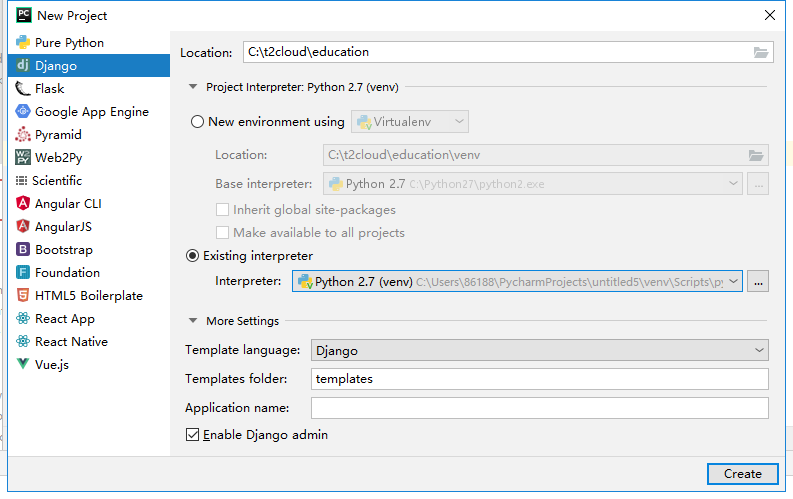 New Project
Pure Python
Django
Flask
Google App Engine
Pyramid
Web2Py
Scientific
Angular CLI
AngularJS
Bootstrap
Foundation
HTML5 Boilerplate
React App
React Native
Vue.js
Location: C:\t2cloud\education
Project Interpreter: Python 2.7 (venv)
New environment using Virtualenv
Location: C:\t2cloud\education\venv
Base interpreter: Python 2.7 C:\Python27\python2.exe ...
Inherit global site-packages
Make available to all projects
Existing interpreter
Interpreter: Python 2.7 (venv) C:\Users\86188\PycharmProjects\untitled5\venv\Scripts\py ...
More Settings
Template language: Django
Templates folder: templates
Application name:
Enable Django admin
Create